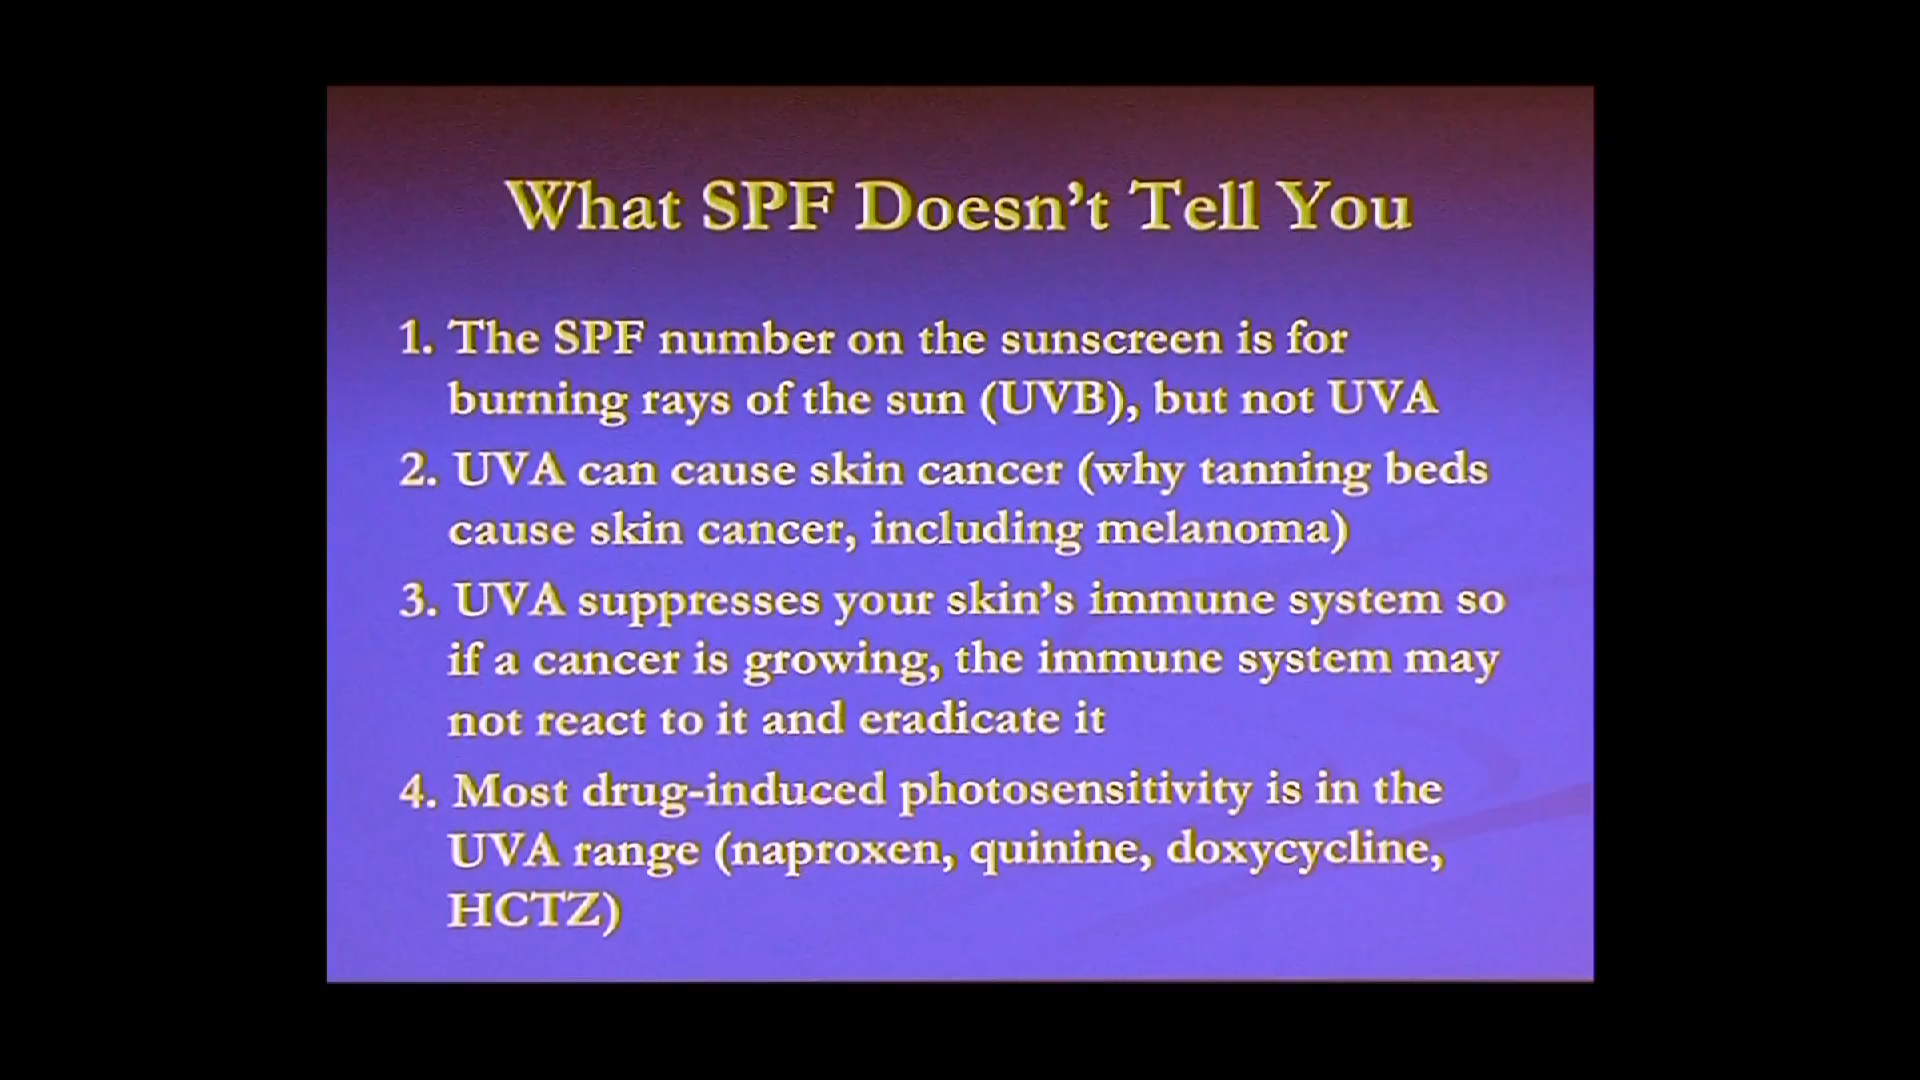 What SPF Doesn't Tell You
1. The SPF number on the sunscreen is for
burning rays of the sun (UVB), but not UVA
2. UVA can cause skin cancer (why tanning beds
cause skin cancer, including melanoma)
3. UVA suppresses your skin's immune system so
if a cancer is growing, the immune system may
not react to it and eradicate it
4. Most drug-induced photosensitivity is in the
UVA range (naproxen, quinine, doxycycline,
HCTZ)